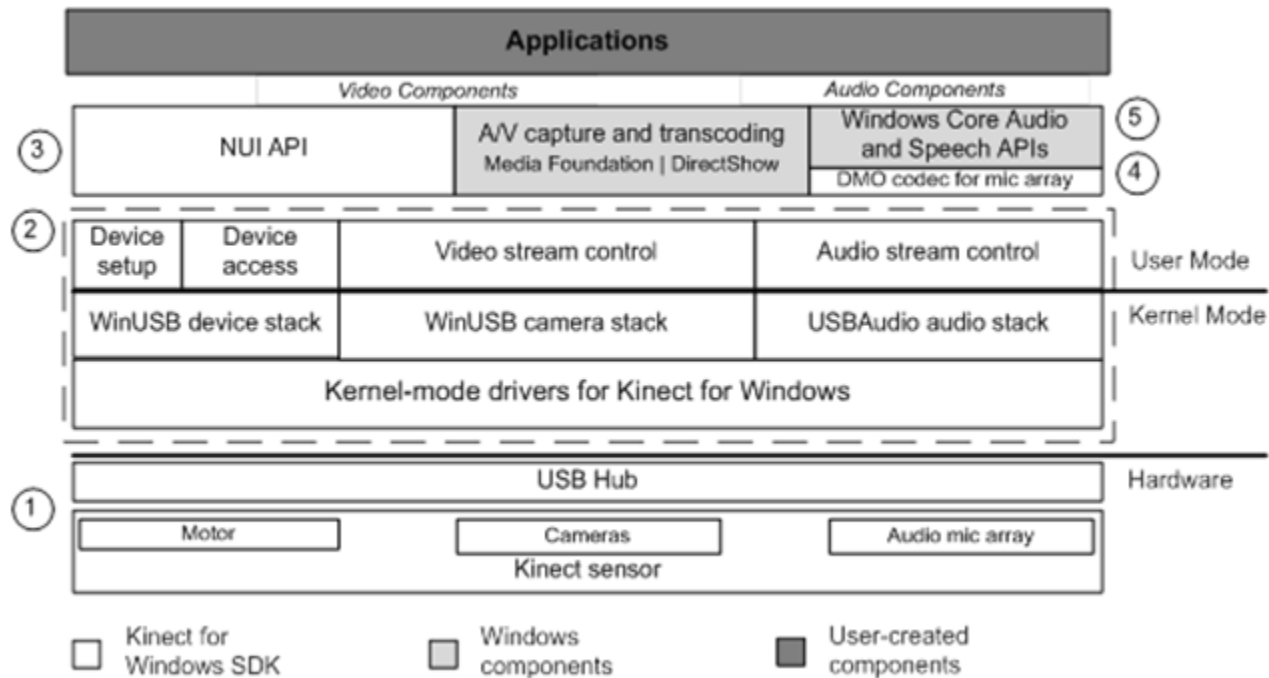 Applications
Video Components
Audio Components
3
NUI API
A/V capture and transcoding
Media Foundation | DirectShow
Windows Core Audio
and Speech APIs
5
DMO codec for mic array
4
2
Device
setup
Device
access
Video stream control
Audio stream control
User Mode
WinUSB device stack
WinUSB camera stack
USBAudio audio stack
Kernel Mode
Kernel-mode drivers for Kinect for Windows
USB Hub
Hardware
1
Motor
Cameras
Audio mic array
Kinect sensor
Kinect for
Windows SDK
Windows
components
User-created
components